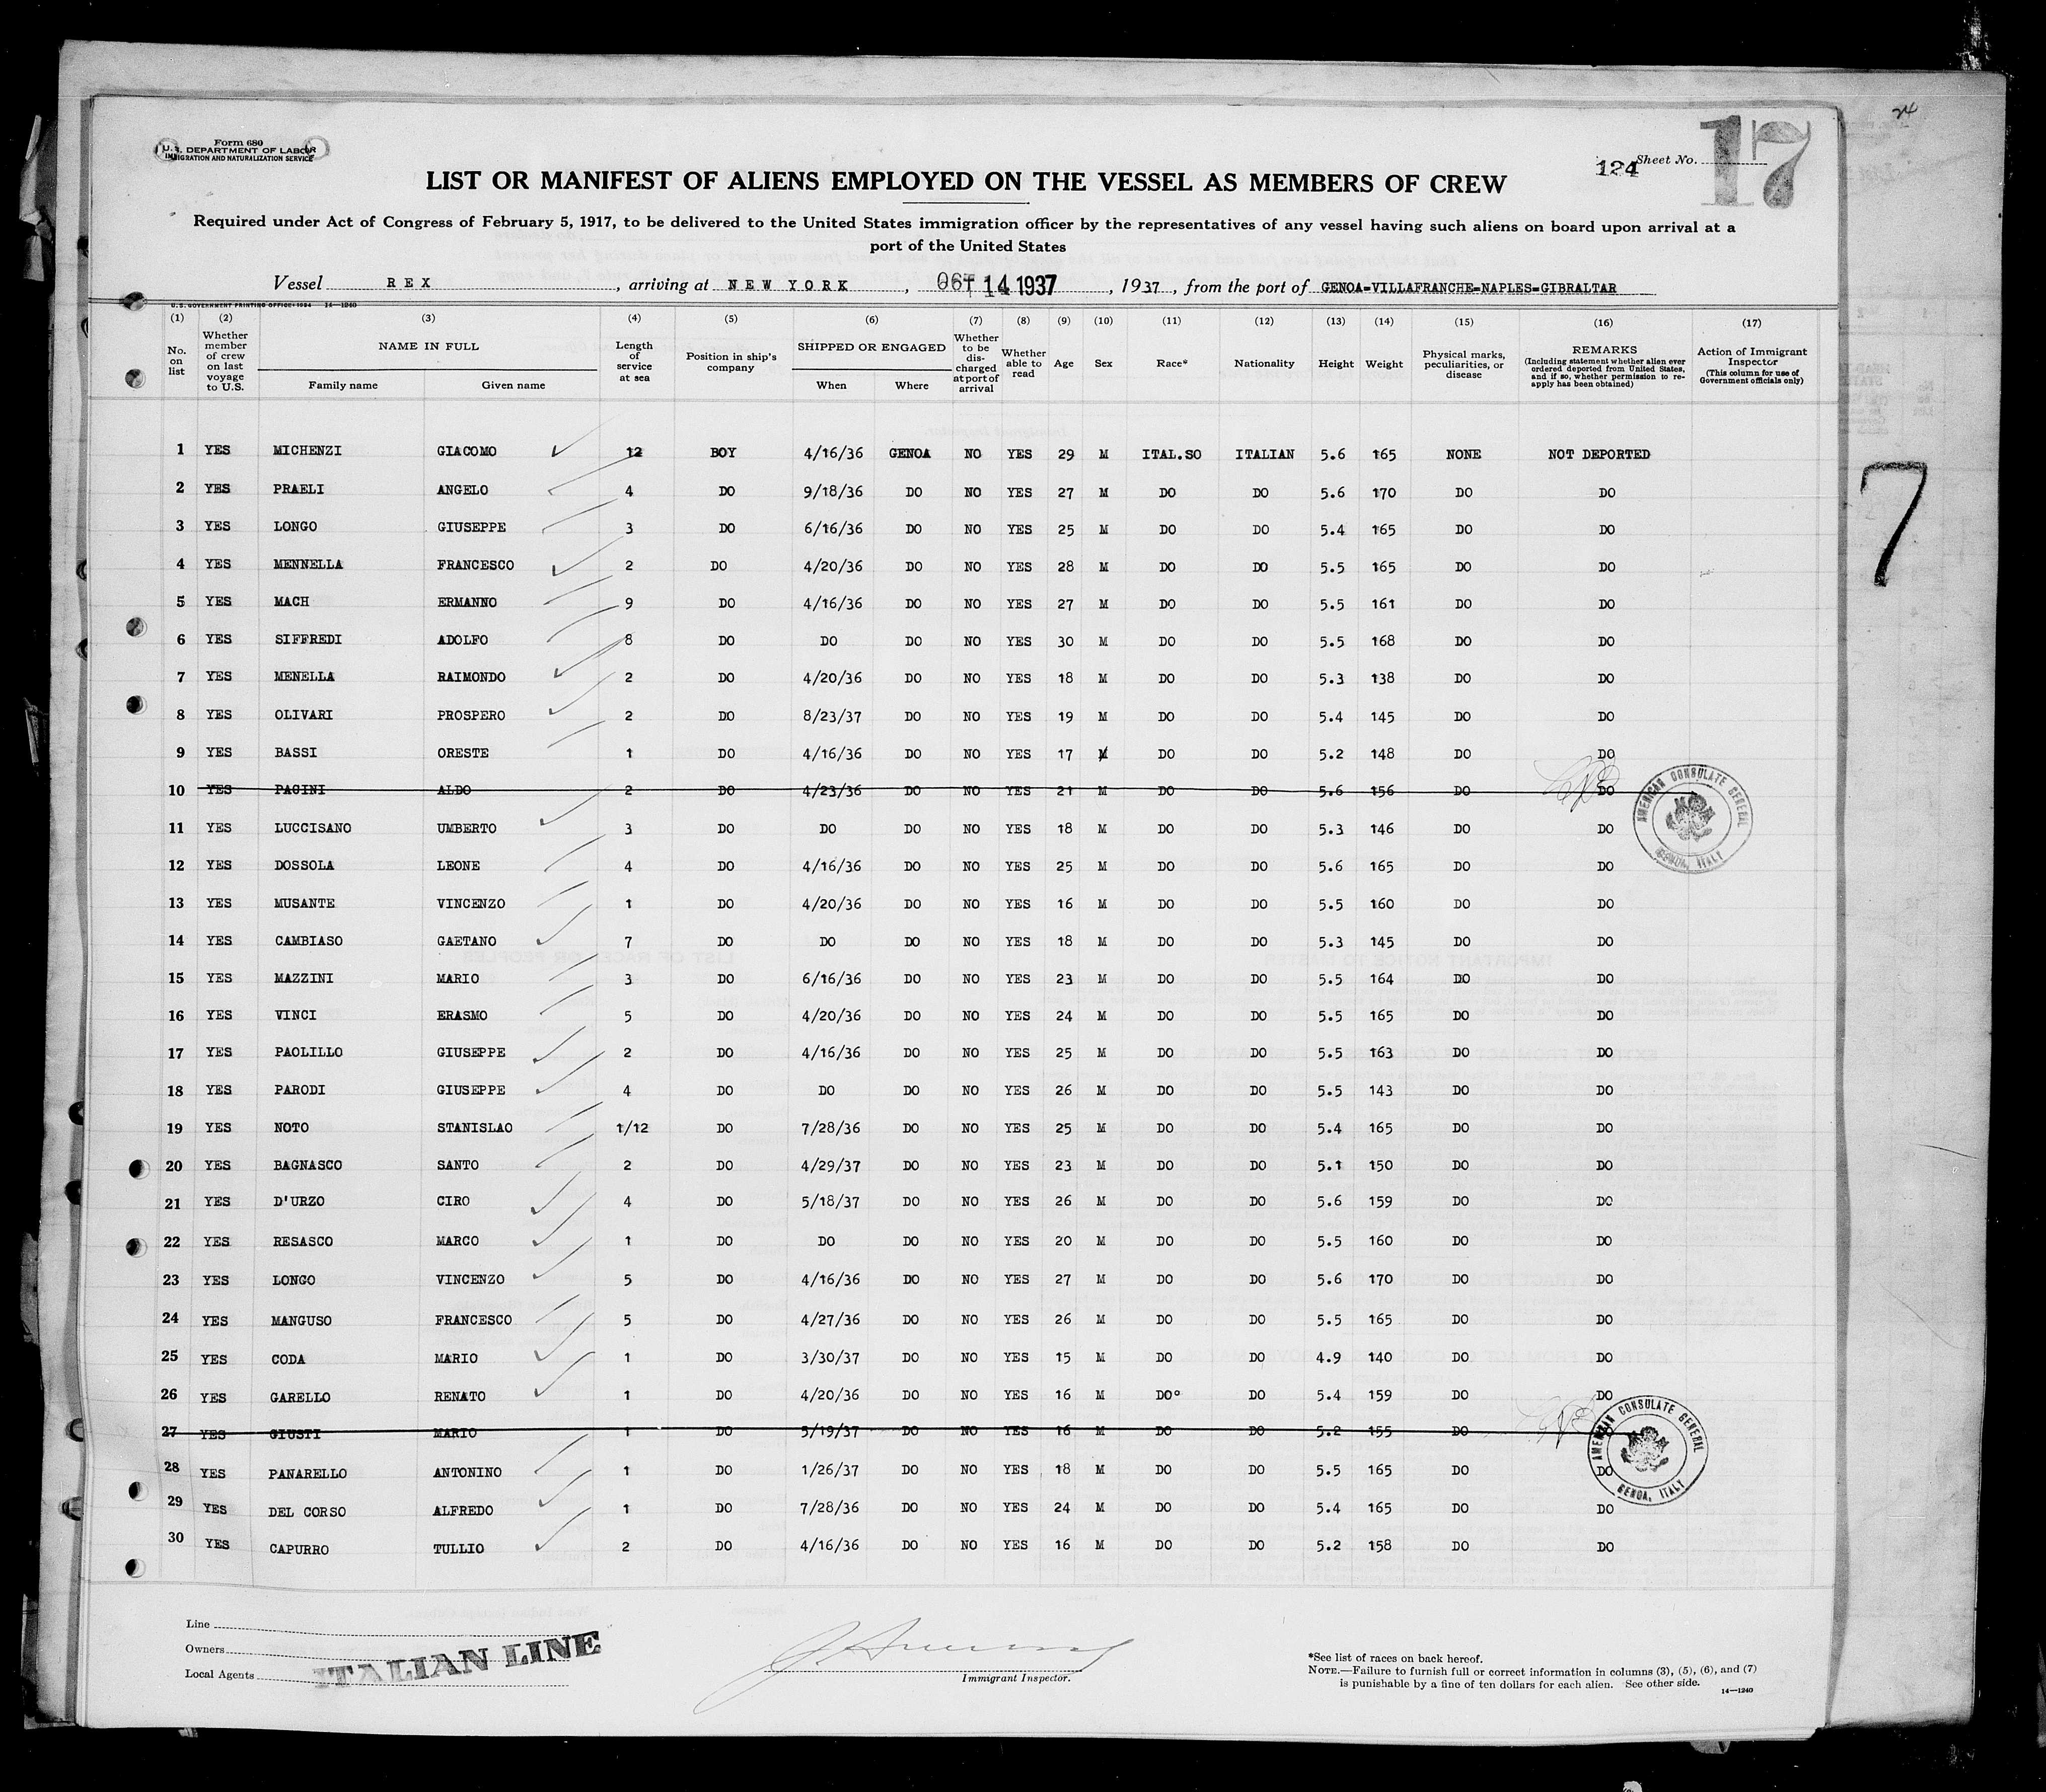 24
17
Form 680
U. S. DEPARTMENT OF LABOR
IMMIGRATION AND NATURALIZATION SERVICE
124 Sheet No.
LIST OR MANIFEST OF ALIENS EMPLOYED ON THE VESSEL AS MEMBERS OF CREW
Required under Act of Congress of February 5, 1917, to be delivered to the United States immigration officer by the representatives of any vessel having such aliens on board upon arrival at a
port of the United States
Vessel REX, arriving at NEW YORK, OCT 14 1937, 1937, from the port of GENOA-VILLAFRANCHE-NAPLES-GIBRALTAR
U. S. GOVERNMENT PRINTING OFFICE: 1934 14—1240
(1) (2) (3) (4) (5) (6) (7) (8) (9) (10) (11) (12) (13) (14) (15) (16) (17)
No. on list
Whether member of crew on last voyage to U.S.
NAME IN FULL
Family name Given name
Length of service at sea
Position in ship's company
SHIPPED OR ENGAGED
When Where
Whether to be discharged at port of arrival
Whether able to read
Age
Sex
Race*
Nationality
Height
Weight
Physical marks, peculiarities, or disease
REMARKS
(Including statement whether alien ever ordered deported from United States, and if so, whether permission to re-apply has been obtained)
Action of Immigrant Inspector
(This column for use of Government officials only)
1 YES MICHENZI GIACOMO 12 BOY 4/16/36 GENOA NO YES 29 M ITAL.SO ITALIAN 5.6 165 NONE NOT DEPORTED
2 YES PRAELI ANGELO 4 DO 9/18/36 DO NO YES 27 M DO DO 5.6 170 DO DO
3 YES LONGO GIUSEPPE 3 DO 6/16/36 DO NO YES 25 M DO DO 5.4 165 DO DO
4 YES MENNELLA FRANCESCO 2 DO 4/20/36 DO NO YES 28 M DO DO 5.5 165 DO DO
5 YES MACH ERMANNO 9 DO 4/16/36 DO NO YES 27 M DO DO 5.5 161 DO DO
6 YES SIFFREDI ADOLFO 8 DO DO DO NO YES 30 M DO DO 5.5 168 DO DO
7 YES MENELLA RAIMONDO 2 DO 4/20/36 DO NO YES 18 M DO DO 5.3 138 DO DO
8 YES OLIVARI PROSPERO 2 DO 8/23/37 DO NO YES 19 M DO DO 5.4 145 DO DO
9 YES BASSI ORESTE 1 DO 4/16/36 DO NO YES 17 M DO DO 5.2 148 DO DO
10 YES PAGINI ALDO 2 DO 4/23/36 DO NO YES 21 M DO DO 5.6 156 DO DO
11 YES LUCCISANO UMBERTO 3 DO DO DO NO YES 18 M DO DO 5.3 146 DO DO
12 YES DOSSOLA LEONE 4 DO 4/16/36 DO NO YES 25 M DO DO 5.6 165 DO DO
13 YES MUSANTE VINCENZO 1 DO 4/20/36 DO NO YES 16 M DO DO 5.5 160 DO DO
14 YES CAMBIASO GAETANO 7 DO DO DO NO YES 18 M DO DO 5.3 145 DO DO
15 YES MAZZINI MARIO 3 DO 6/16/36 DO NO YES 23 M DO DO 5.5 164 DO DO
16 YES VINCI ERASMO 5 DO 4/20/36 DO NO YES 24 M DO DO 5.5 165 DO DO
17 YES PAOLILLO GIUSEPPE 2 DO 4/16/36 DO NO YES 25 M DO DO 5.5 163 DO DO
18 YES PARODI GIUSEPPE 4 DO DO DO NO YES 26 M DO DO 5.5 143 DO DO
19 YES NOTO STANISLAO 1/12 DO 7/28/36 DO NO YES 25 M DO DO 5.4 165 DO DO
20 YES BAGNASCO SANTO 2 DO 4/29/37 DO NO YES 23 M DO DO 5.1 150 DO DO
21 YES D'URZO CIRO 4 DO 5/18/37 DO NO YES 26 M DO DO 5.6 159 DO DO
22 YES RESASCO MARCO 1 DO DO DO NO YES 20 M DO DO 5.5 160 DO DO
23 YES LONGO VINCENZO 5 DO 4/16/36 DO NO YES 27 M DO DO 5.6 170 DO DO
24 YES MANGUSO FRANCESCO 5 DO 4/27/36 DO NO YES 26 M DO DO 5.5 165 DO DO
25 YES CODA MARIO 1 DO 3/30/37 DO NO YES 15 M DO DO 4.9 140 DO DO
26 YES GARELLO RENATO 1 DO 4/20/36 DO NO YES 16 M DO° DO 5.4 159 DO DO
27 YES GIUSTI MARIO 1 DO 5/19/37 DO NO YES 16 M DO DO 5.2 155 DO DO
28 YES PANARELLO ANTONINO 1 DO 1/26/37 DO NO YES 18 M DO DO 5.5 165 DO DO
29 YES DEL CORSO ALFREDO 1 DO 7/28/36 DO NO YES 24 M DO DO 5.4 165 DO DO
30 YES CAPURRO TULLIO 2 DO 4/16/36 DO NO YES 16 M DO DO 5.2 158 DO DO
7
AMERICAN CONSULATE GENERAL
GENOA, ITALY
AMERICAN CONSULATE GENERAL
GENOA, ITALY
Line
Owners
Local Agents
ITALIAN LINE
Immigrant Inspector.
*See list of races on back hereof.
NOTE.—Failure to furnish full or correct information in columns (3), (5), (6), and (7)
is punishable by a fine of ten dollars for each alien. See other side.
14—1240